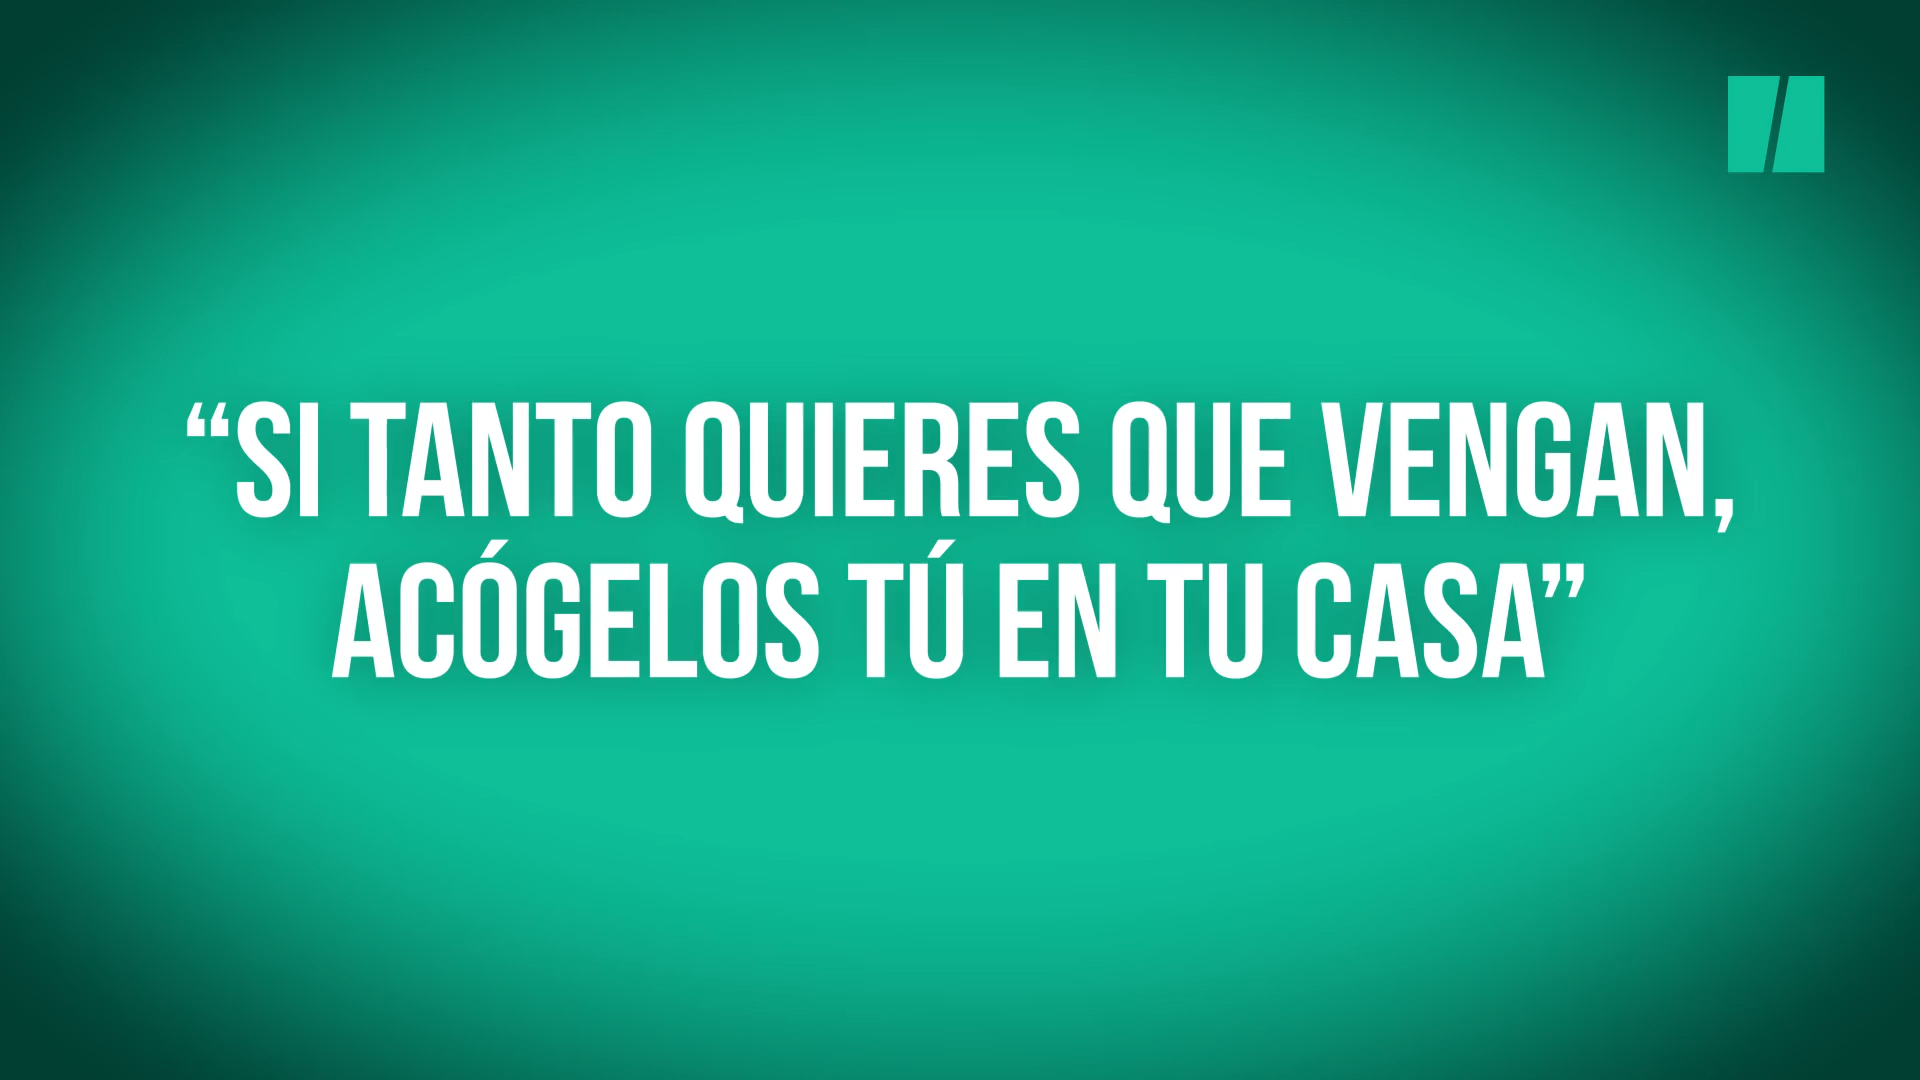 “SI TANTO QUIERES QUE VENGAN,
ACÓGELOS TÚ EN TU CASA”